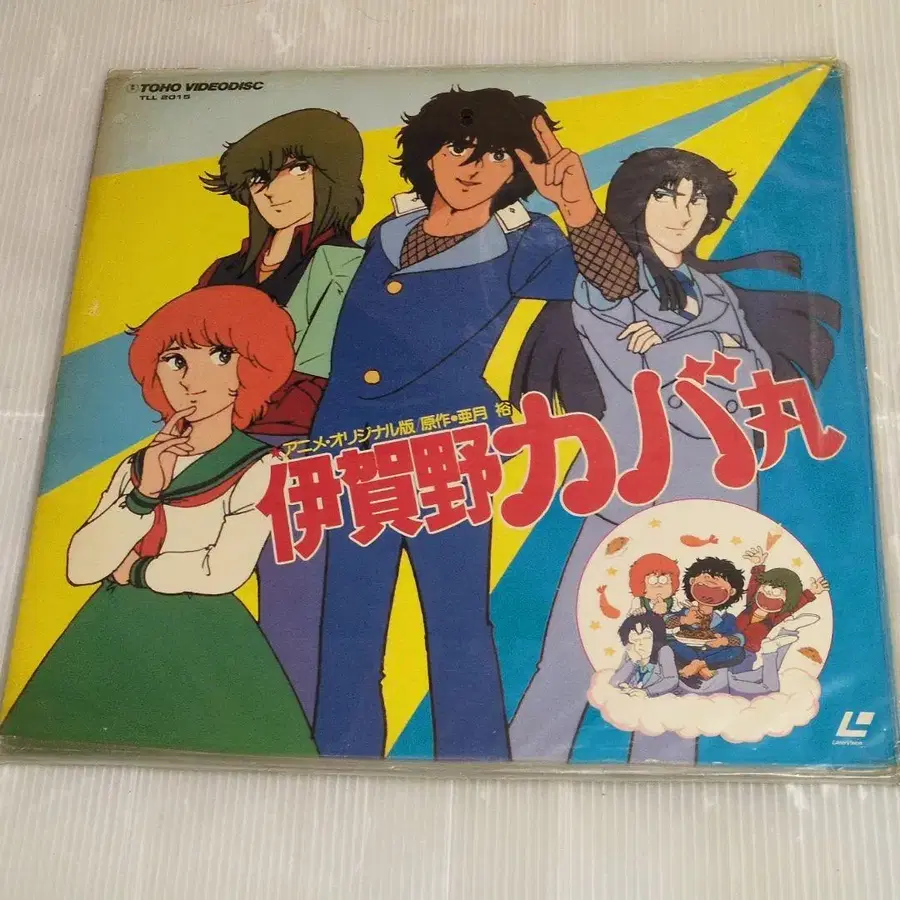 TOHO VIDEODISC
TLL 2015
アニメ・オリジナル版/原作・亜月 裕
伊賀野カバ丸
LASERVISION